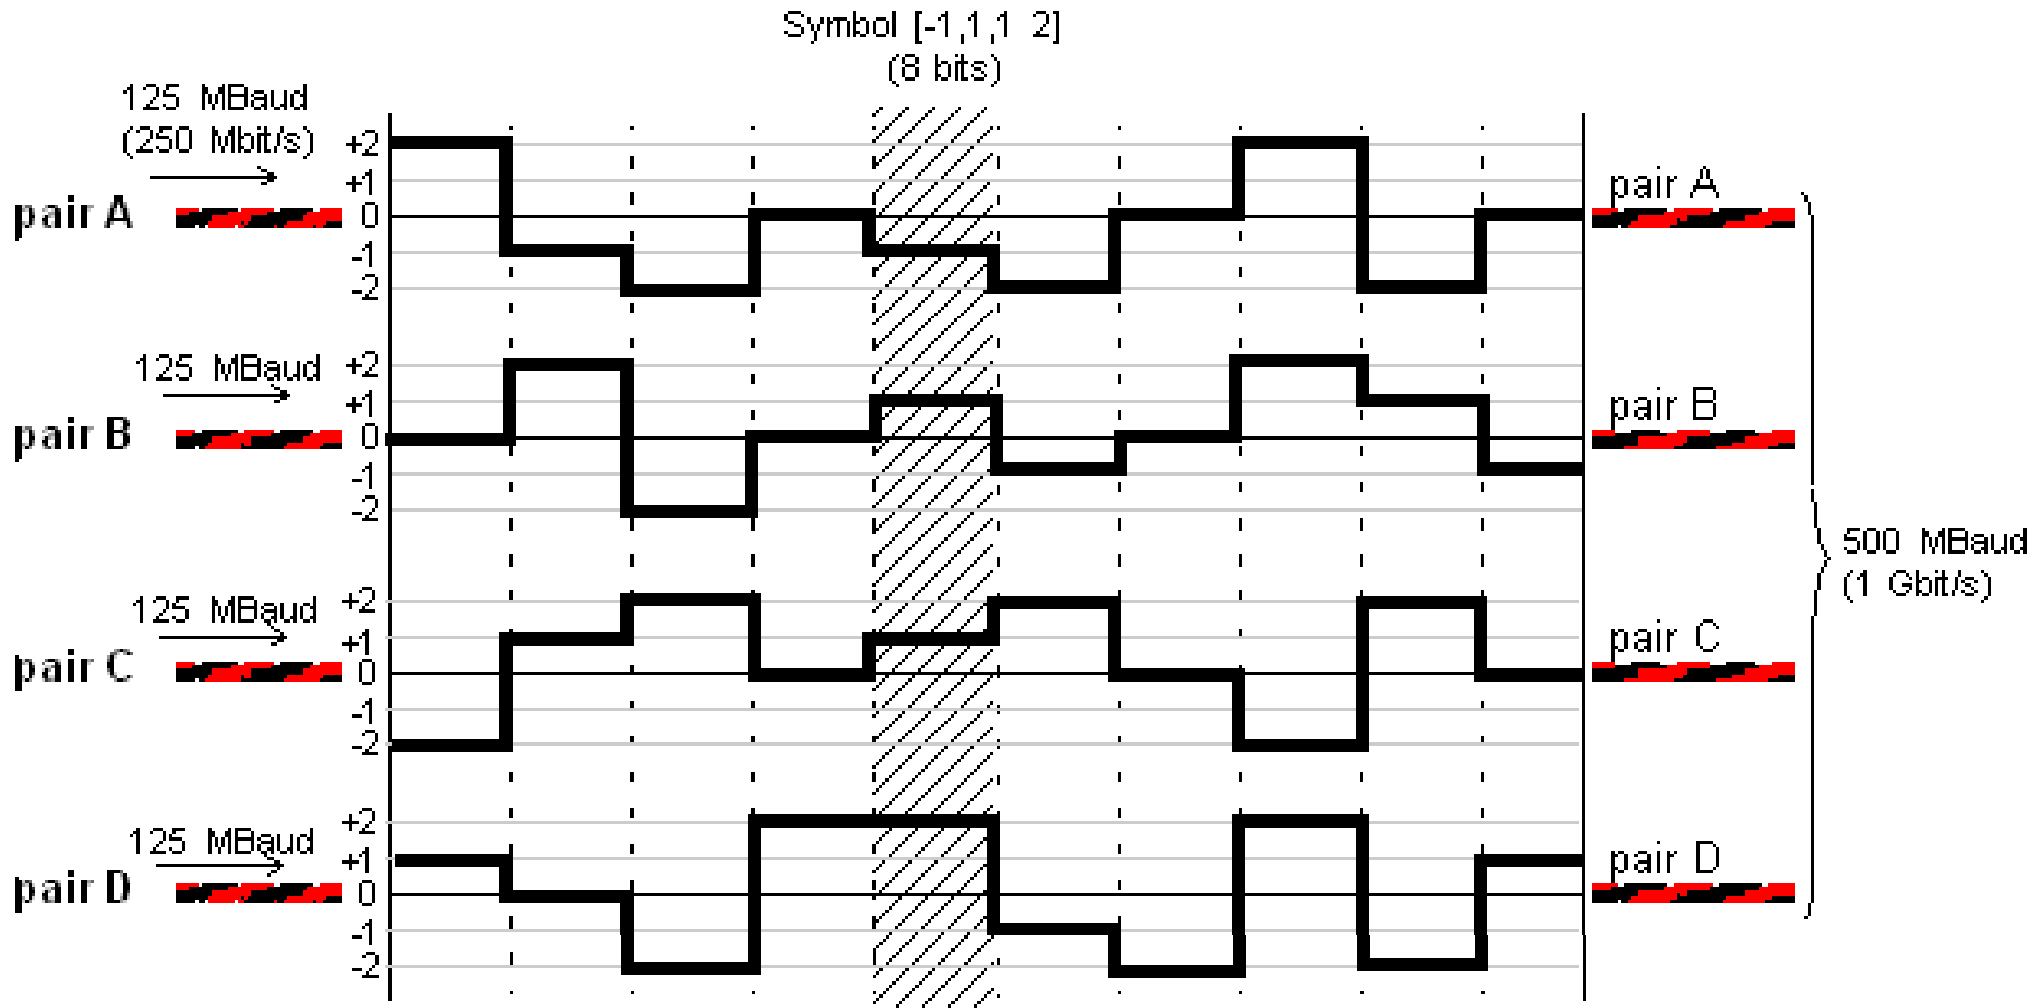 Symbol [-1,1,1 2]
(8 bits)
125 MBaud
(250 Mbit/s)
pair A
+2
+1
0
-1
-2
pair A
125 MBaud
pair B
+2
+1
0
-1
-2
pair B
500 MBaud
(1 Gbit/s)
125 MBaud
pair C
+2
+1
0
-1
-2
pair C
125 MBaud
pair D
+2
+1
0
-1
-2
pair D